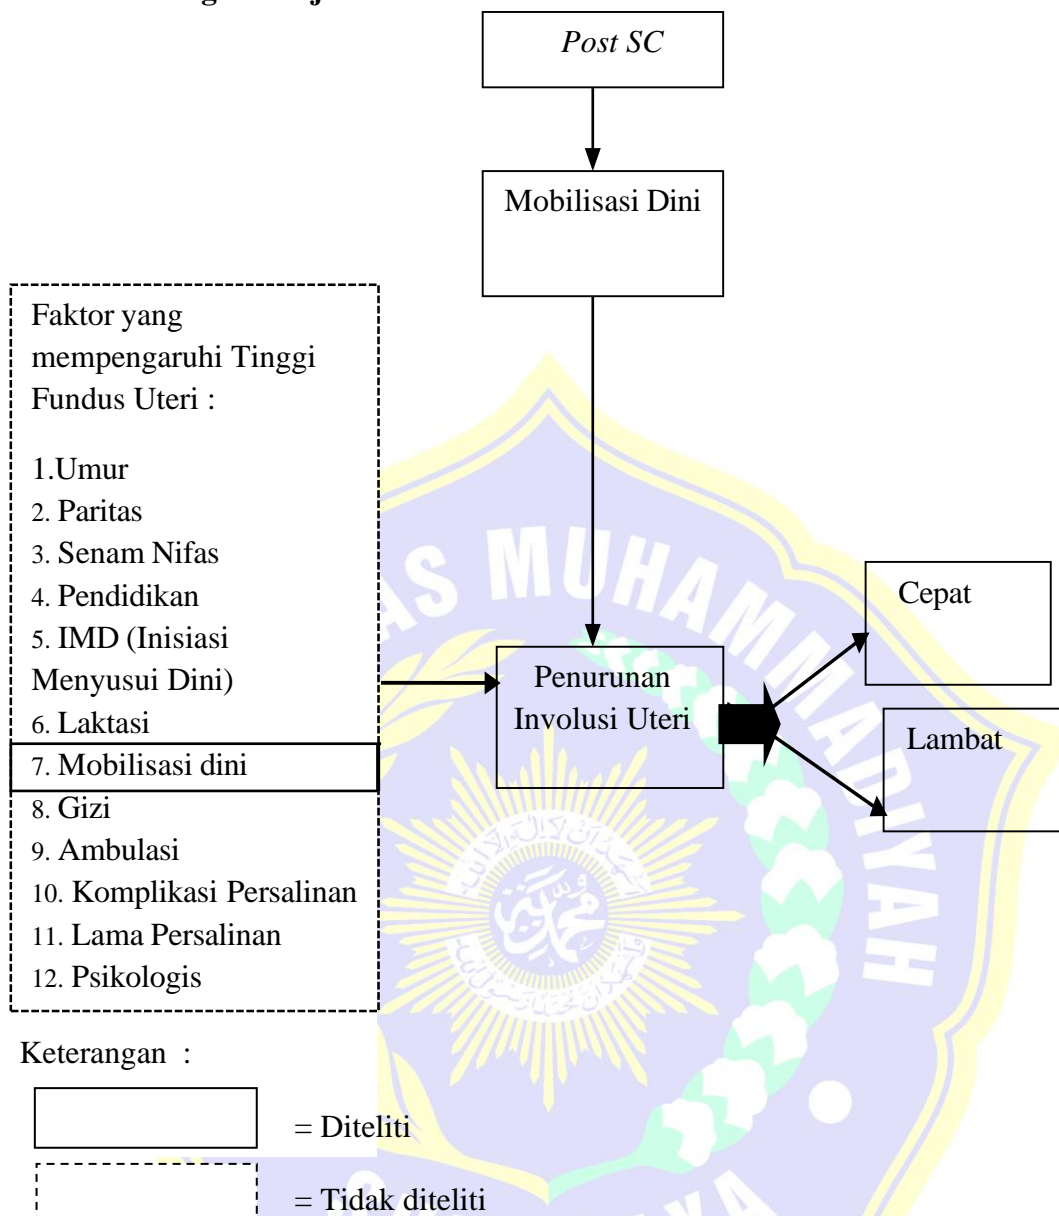 Post SC
Mobilisasi Dini
Faktor yang
mempengaruhi Tinggi
Fundus Uteri :
1.Umur
2. Paritas
3. Senam Nifas
4. Pendidikan
5. IMD (Inisiasi
Menyusui Dini)
6. Laktasi
7. Mobilisasi dini
8. Gizi
9. Ambulasi
10. Komplikasi Persalinan
11. Lama Persalinan
12. Psikologis
Penurunan
Involusi Uteri
Cepat
Lambat
MUHAMMADIYAH
Keterangan :
= Diteliti
= Tidak diteliti